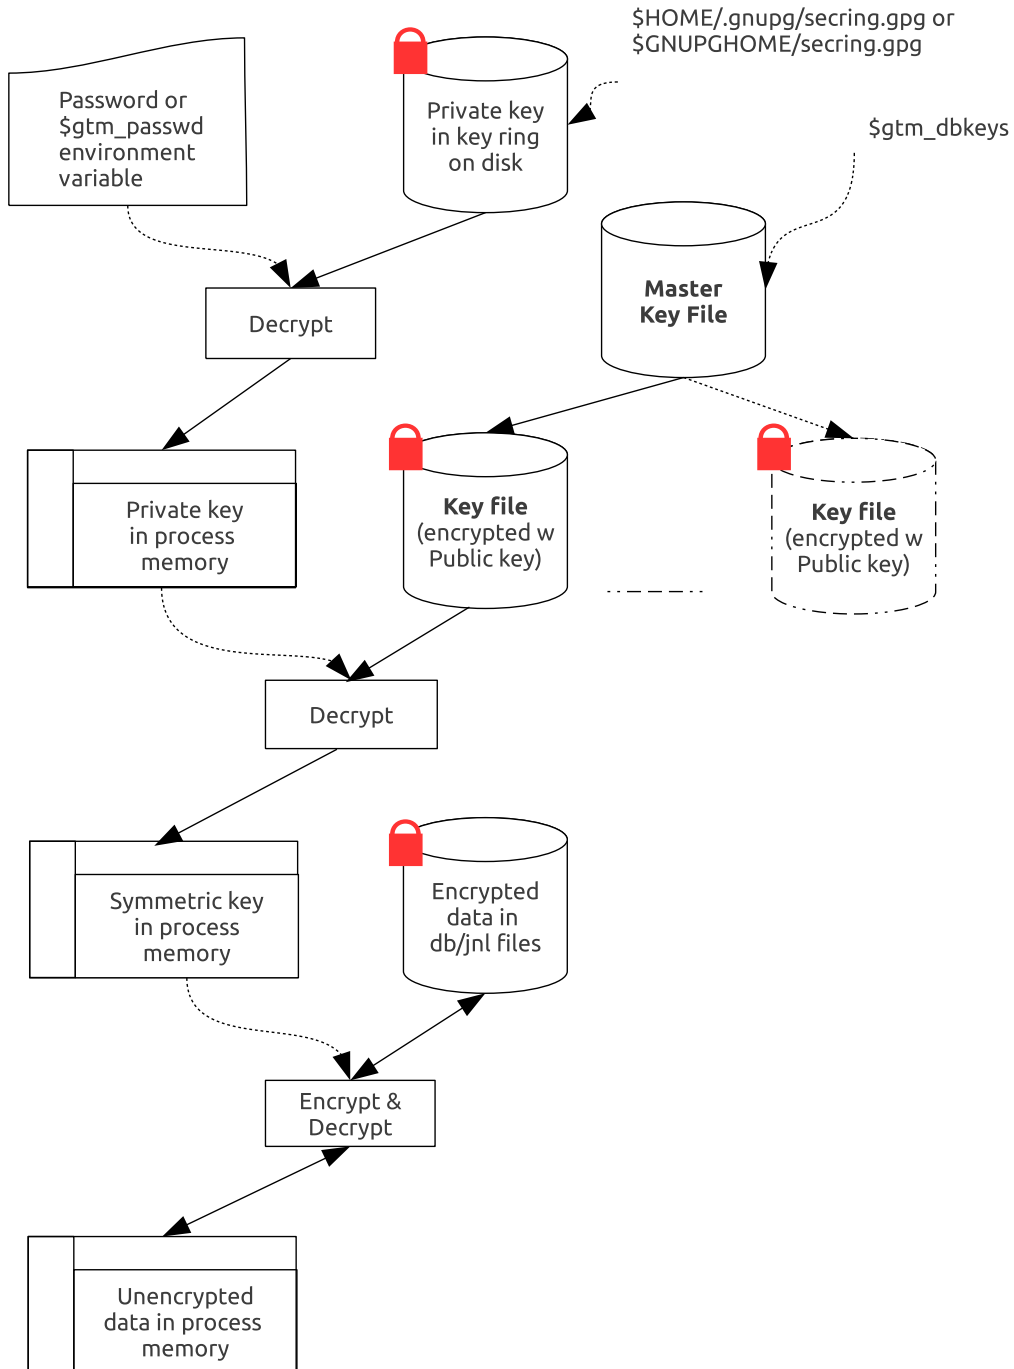 $HOME/.gnupg/secring.gpg or
$GNUPGHOME/secring.gpg
Password or
$gtm_passwd
environment
variable
Private key
in key ring
on disk
$gtm_dbkeys
Decrypt
Master
Key File
Private key
in process
memory
Key file
(encrypted w
Public key)
Key file
(encrypted w
Public key)
Decrypt
Symmetric key
in process
memory
Encrypted
data in
db/jnl files
Encrypt &
Decrypt
Unencrypted
data in process
memory